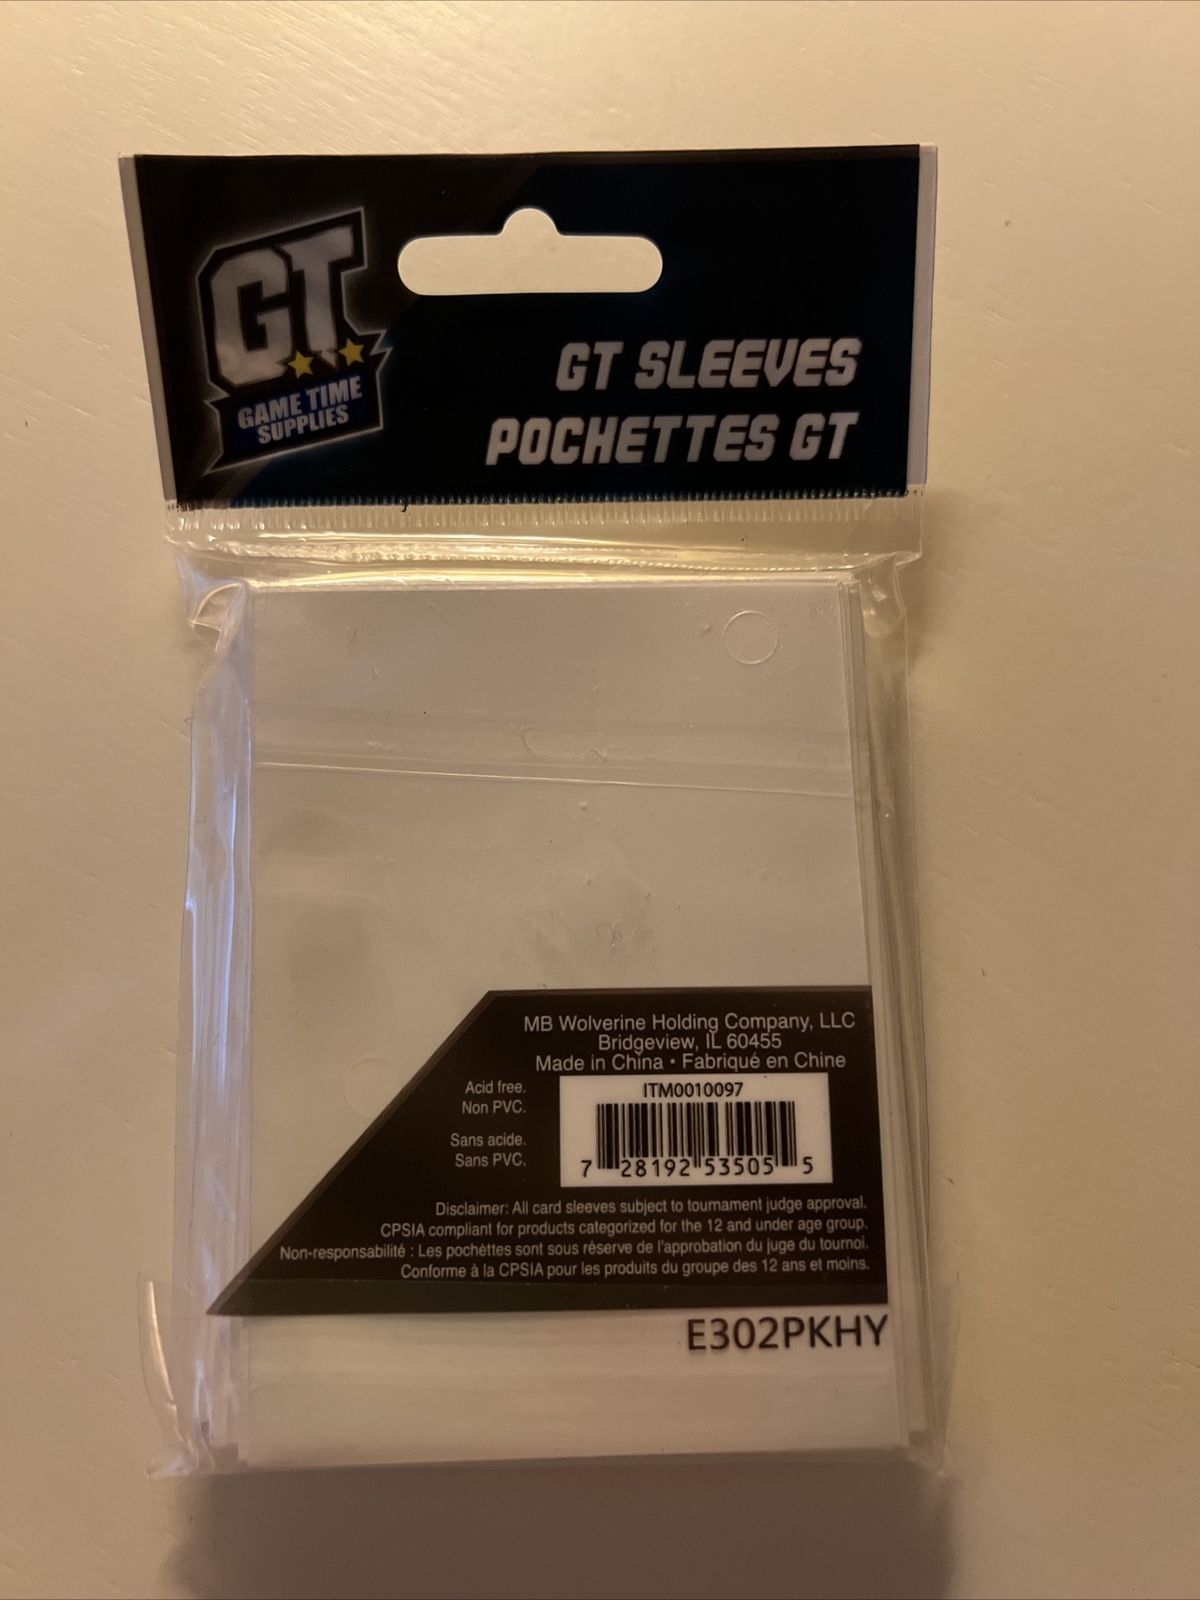 GT
GAME TIME
SUPPLIES
GT SLEEVES
POCHETTES GT
MB Wolverine Holding Company, LLC
Bridgeview, IL 60455
Made in China • Fabriqué en Chine
Acid free.
Non PVC.
Sans acide.
Sans PVC.
ITM0010097
7 28192 53505 5
Disclaimer: All card sleeves subject to tournament judge approval.
CPSIA compliant for products categorized for the 12 and under age group.
Non-responsabilité : Les pochettes sont sous réserve de l'approbation du juge du tournoi.
Conforme à la CPSIA pour les produits du groupe des 12 ans et moins.
E302PKHY